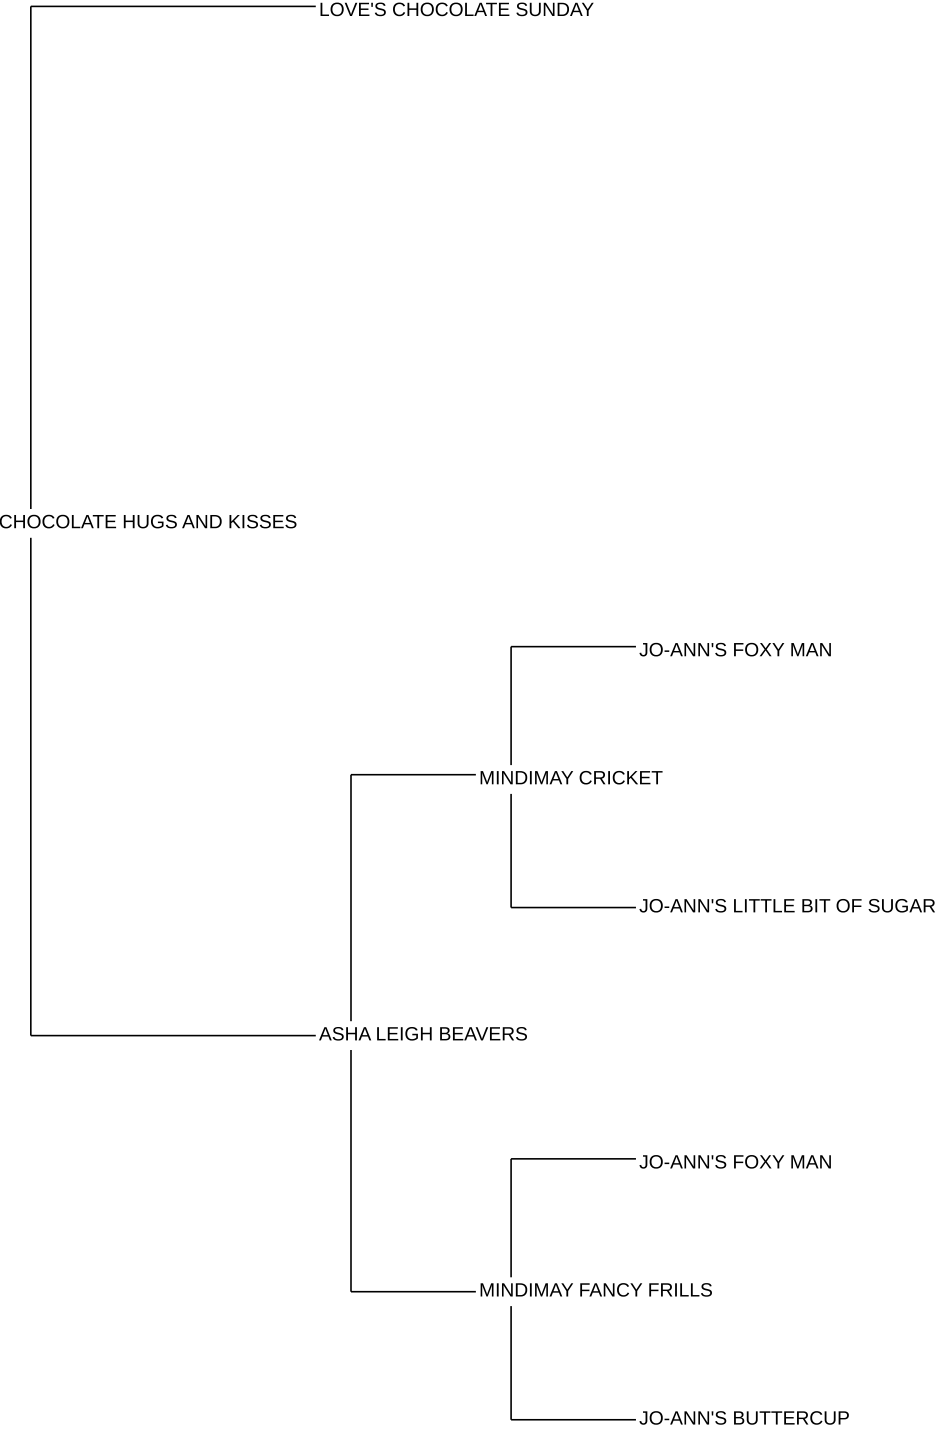 LOVE'S CHOCOLATE SUNDAY
CHOCOLATE HUGS AND KISSES
JO-ANN'S FOXY MAN
MINDIMAY CRICKET
JO-ANN'S LITTLE BIT OF SUGAR
ASHA LEIGH BEAVERS
JO-ANN'S FOXY MAN
MINDIMAY FANCY FRILLS
JO-ANN'S BUTTERCUP